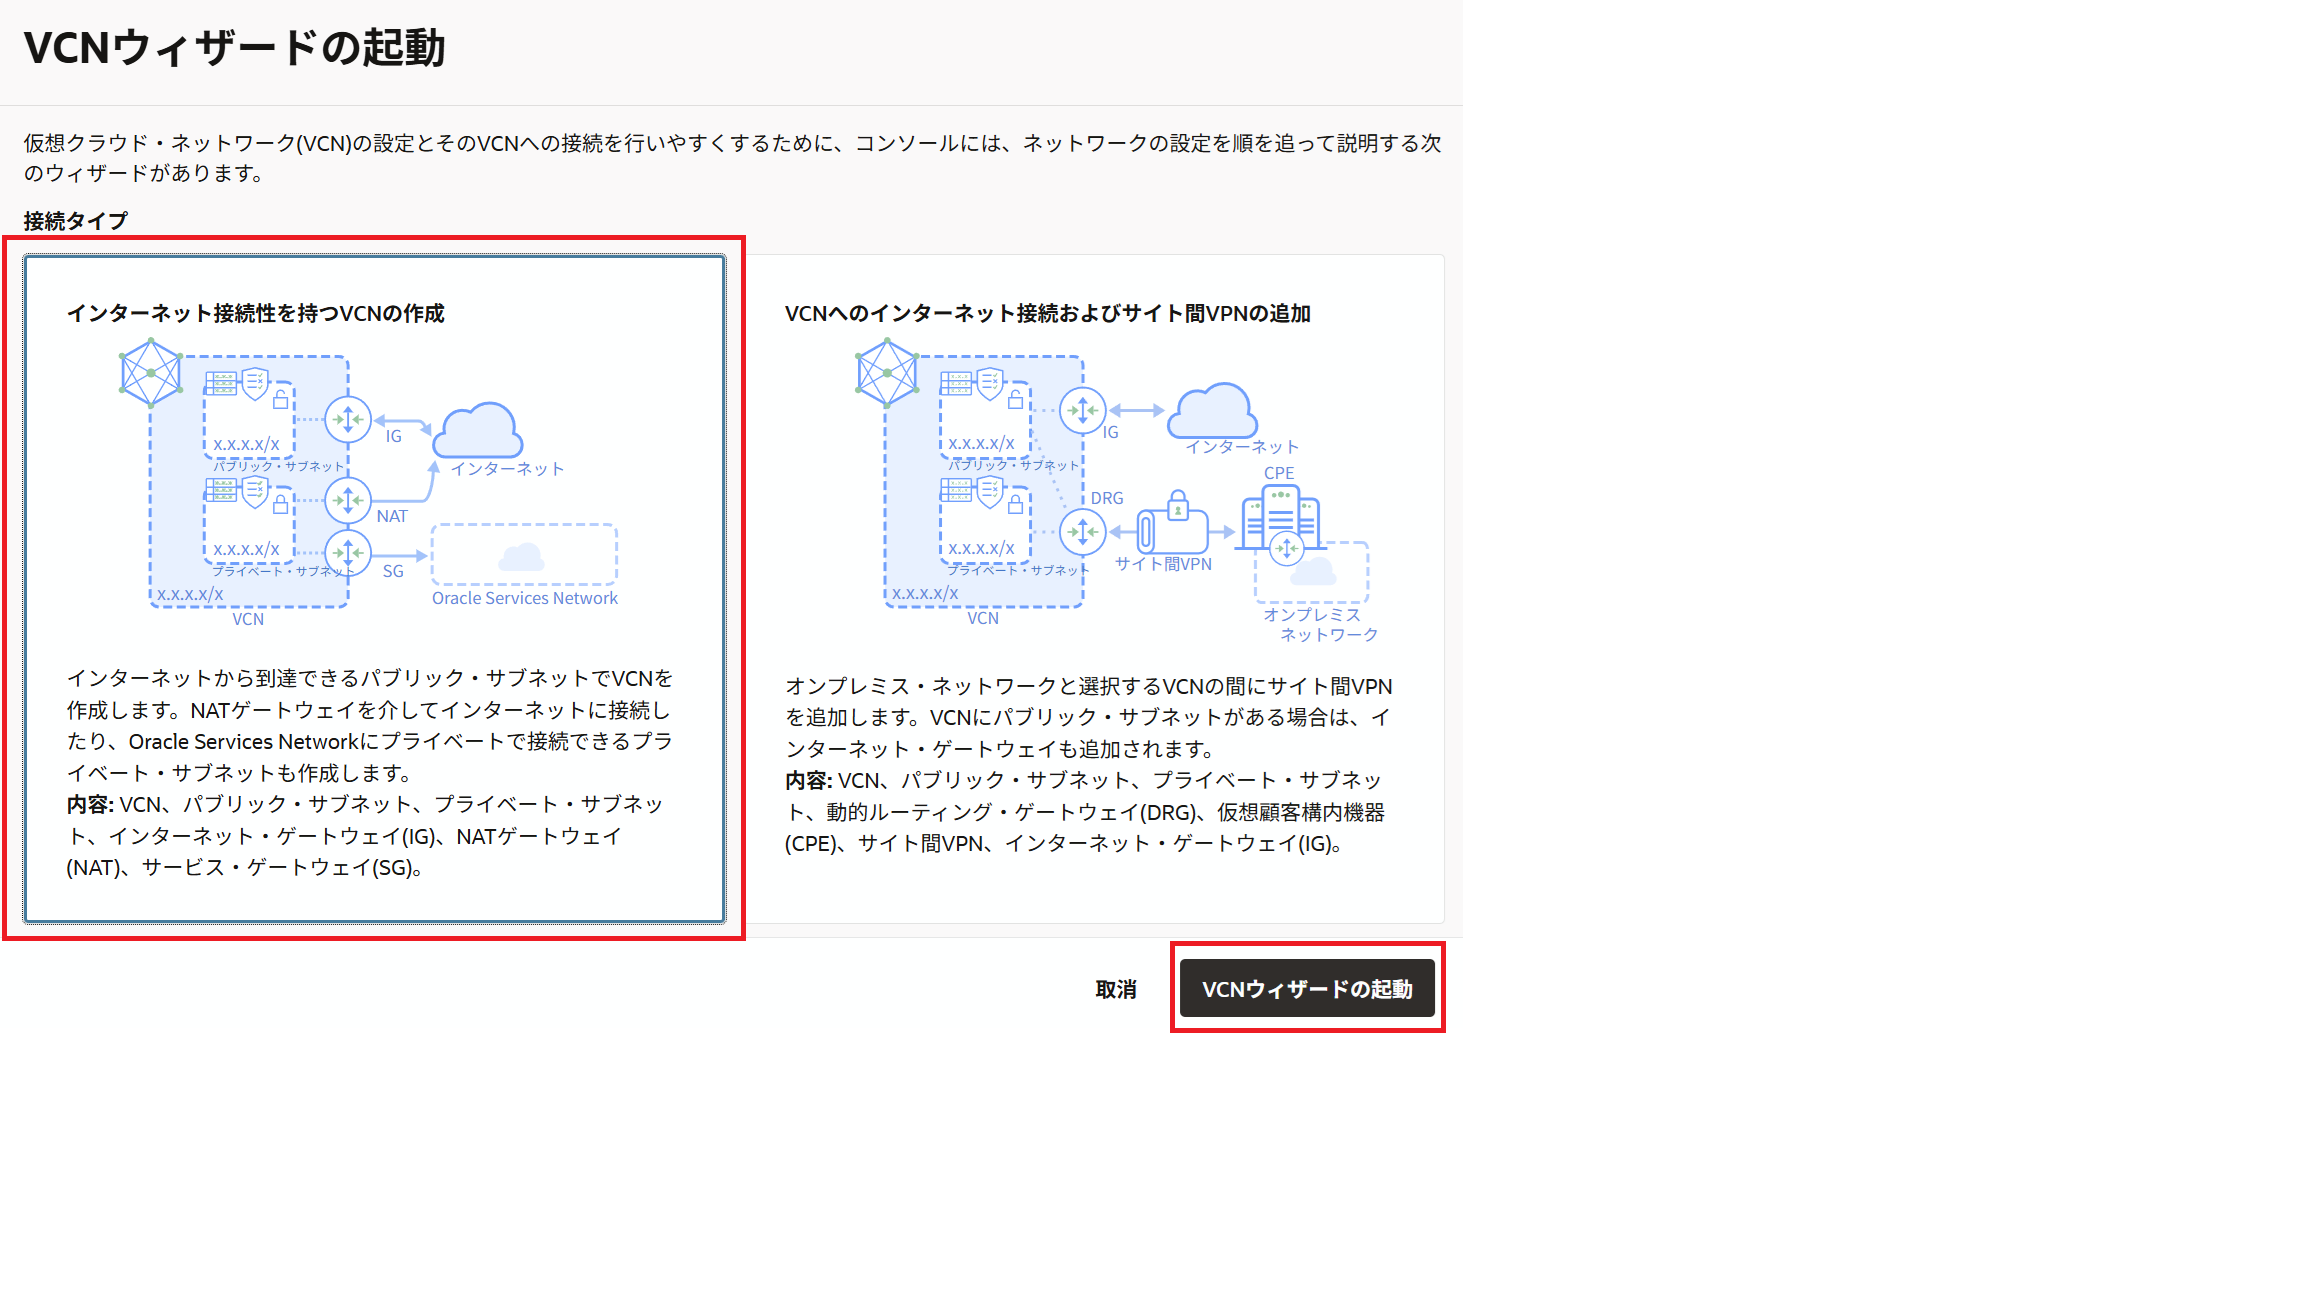 VCNウィザードの起動
仮想クラウド・ネットワーク(VCN)の設定とそのVCNへの接続を行いやすくするために、コンソールには、ネットワークの設定を順を追って説明する次
のウィザードがあります。
接続タイプ
インターネット接続性を持つVCNの作成
x.x.x.x/x
パブリック・サブネット
IG
インターネット
NAT
x.x.x.x/x
プライベート・サブネット
SG
x.x.x.x/x
Oracle Services Network
VCN
インターネットから到達できるパブリック・サブネットでVCNを
作成します。NATゲートウェイを介してインターネットに接続し
たり、Oracle Services Networkにプライベートで接続できるプラ
イベート・サブネットも作成します。
内容: VCN、パブリック・サブネット、プライベート・サブネッ
ト、インターネット・ゲートウェイ(IG)、NATゲートウェイ
(NAT)、サービス・ゲートウェイ(SG)。
VCNへのインターネット接続およびサイト間VPNの追加
x.x.x.x/x
パブリック・サブネット
IG
インターネット
CPE
DRG
x.x.x.x/x
プライベート・サブネット
サイト間VPN
x.x.x.x/x
VCN
オンプレミス
ネットワーク
オンプレミス・ネットワークと選択するVCNの間にサイト間VPN
を追加します。VCNにパブリック・サブネットがある場合は、イ
ンターネット・ゲートウェイも追加されます。
内容: VCN、パブリック・サブネット、プライベート・サブネッ
ト、動的ルーティング・ゲートウェイ(DRG)、仮想顧客構内機器
(CPE)、サイト間VPN、インターネット・ゲートウェイ(IG)。
取消
VCNウィザードの起動